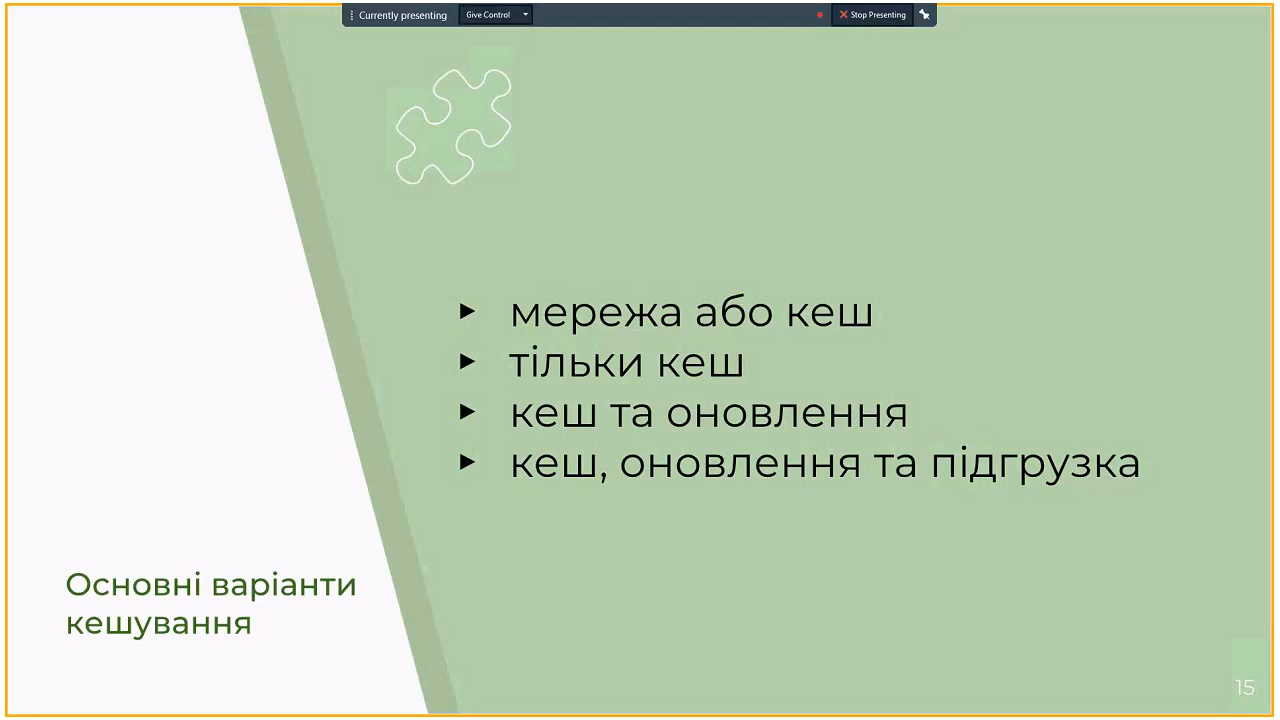 Currently presenting
Give Control
Stop Presenting
мережа або кеш
тільки кеш
кеш та оновлення
кеш, оновлення та підгрузка
Основні варіанти
кешування
15